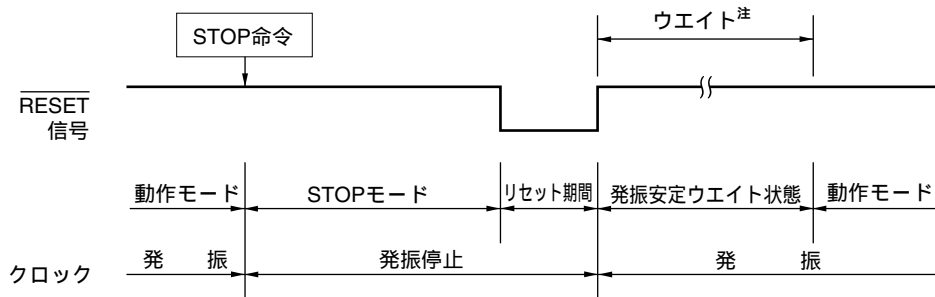 ウエイト注
STOP命令
RESET
信号
動作モード STOPモード リセット期間 発振安定ウエイト状態 動作モード
クロック 発 振 発振停止 発 振